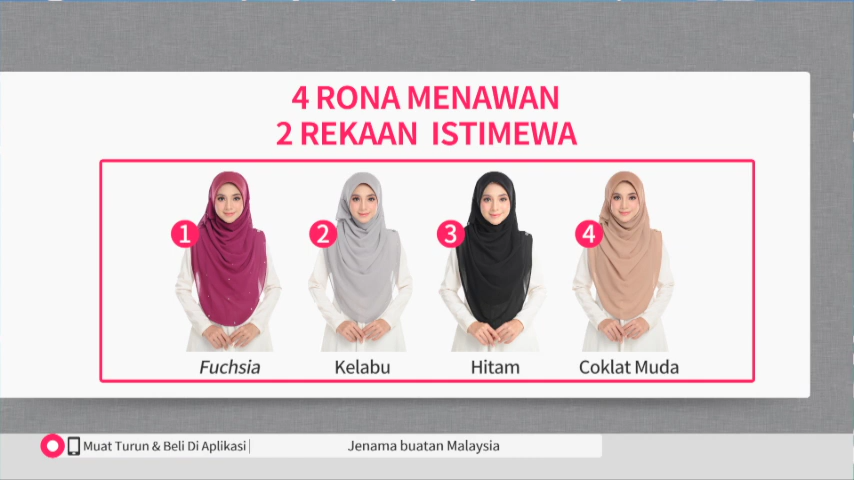 4 RONA MENAWAN
2 REKAAN ISTIMEWA
1
2
3
4
Fuchsia
Kelabu
Hitam
Coklat Muda
Muat Turun & Beli Di Aplikasi
Jenama buatan Malaysia